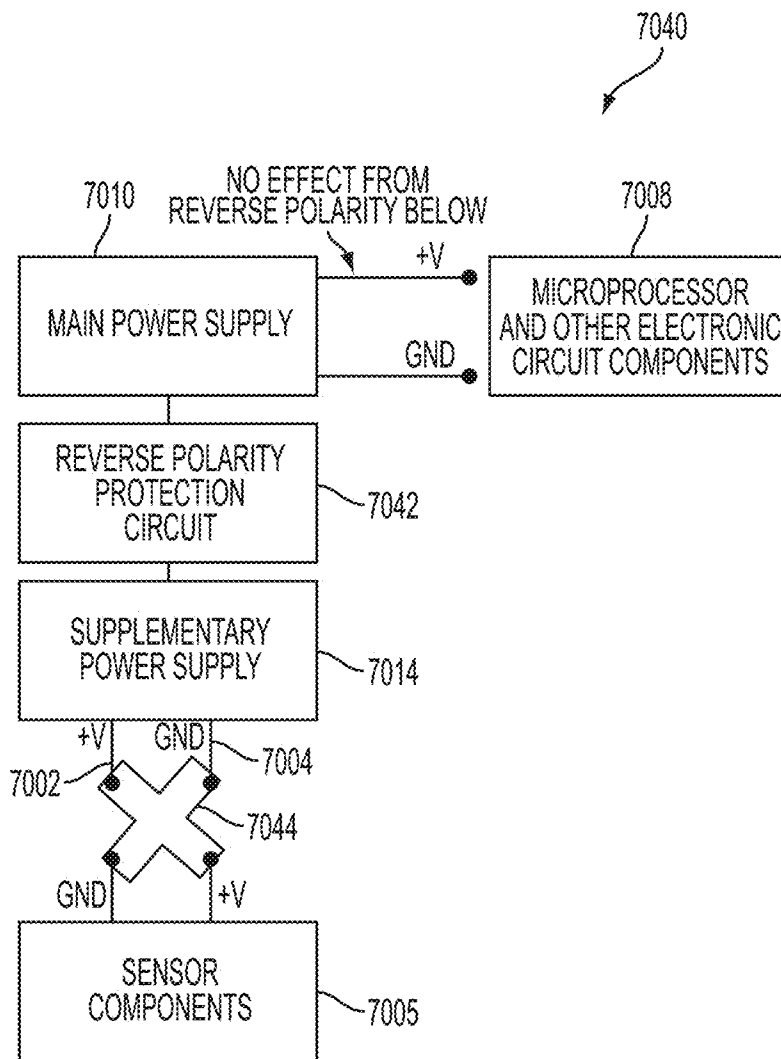 7040
NO EFFECT FROM
REVERSE POLARITY BELOW
7010
7008
+V
MAIN POWER SUPPLY
GND
MICROPROCESSOR
AND OTHER ELECTRONIC
CIRCUIT COMPONENTS
REVERSE POLARITY
PROTECTION
CIRCUIT
7042
SUPPLEMENTARY
POWER SUPPLY
7014
+V
GND
7002
7004
7044
GND
+V
SENSOR
COMPONENTS
7005